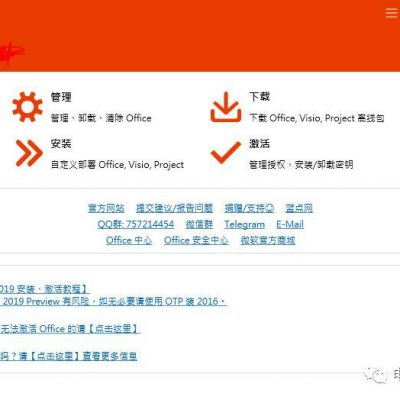 管理
管理、卸载、清除 Office
下载
下载 Office, Visio, Project 离线包
安装
自定义部署 Office, Visio, Project
激活
管理授权，安装/卸载密钥
官方网站 提交建议/报告问题 捐赠/支持☺ 蓝点网
QQ群: 757214454 微信群 Telegram E-Mail
Office 中心 Office 安全中心 微软官方商城
019 安装、激活教程】
2019 Preview 有风险，如无必要请使用 OTP 装 2016。
无法激活 Office 的请【点击这里】
吗？请【点击这里】查看更多信息